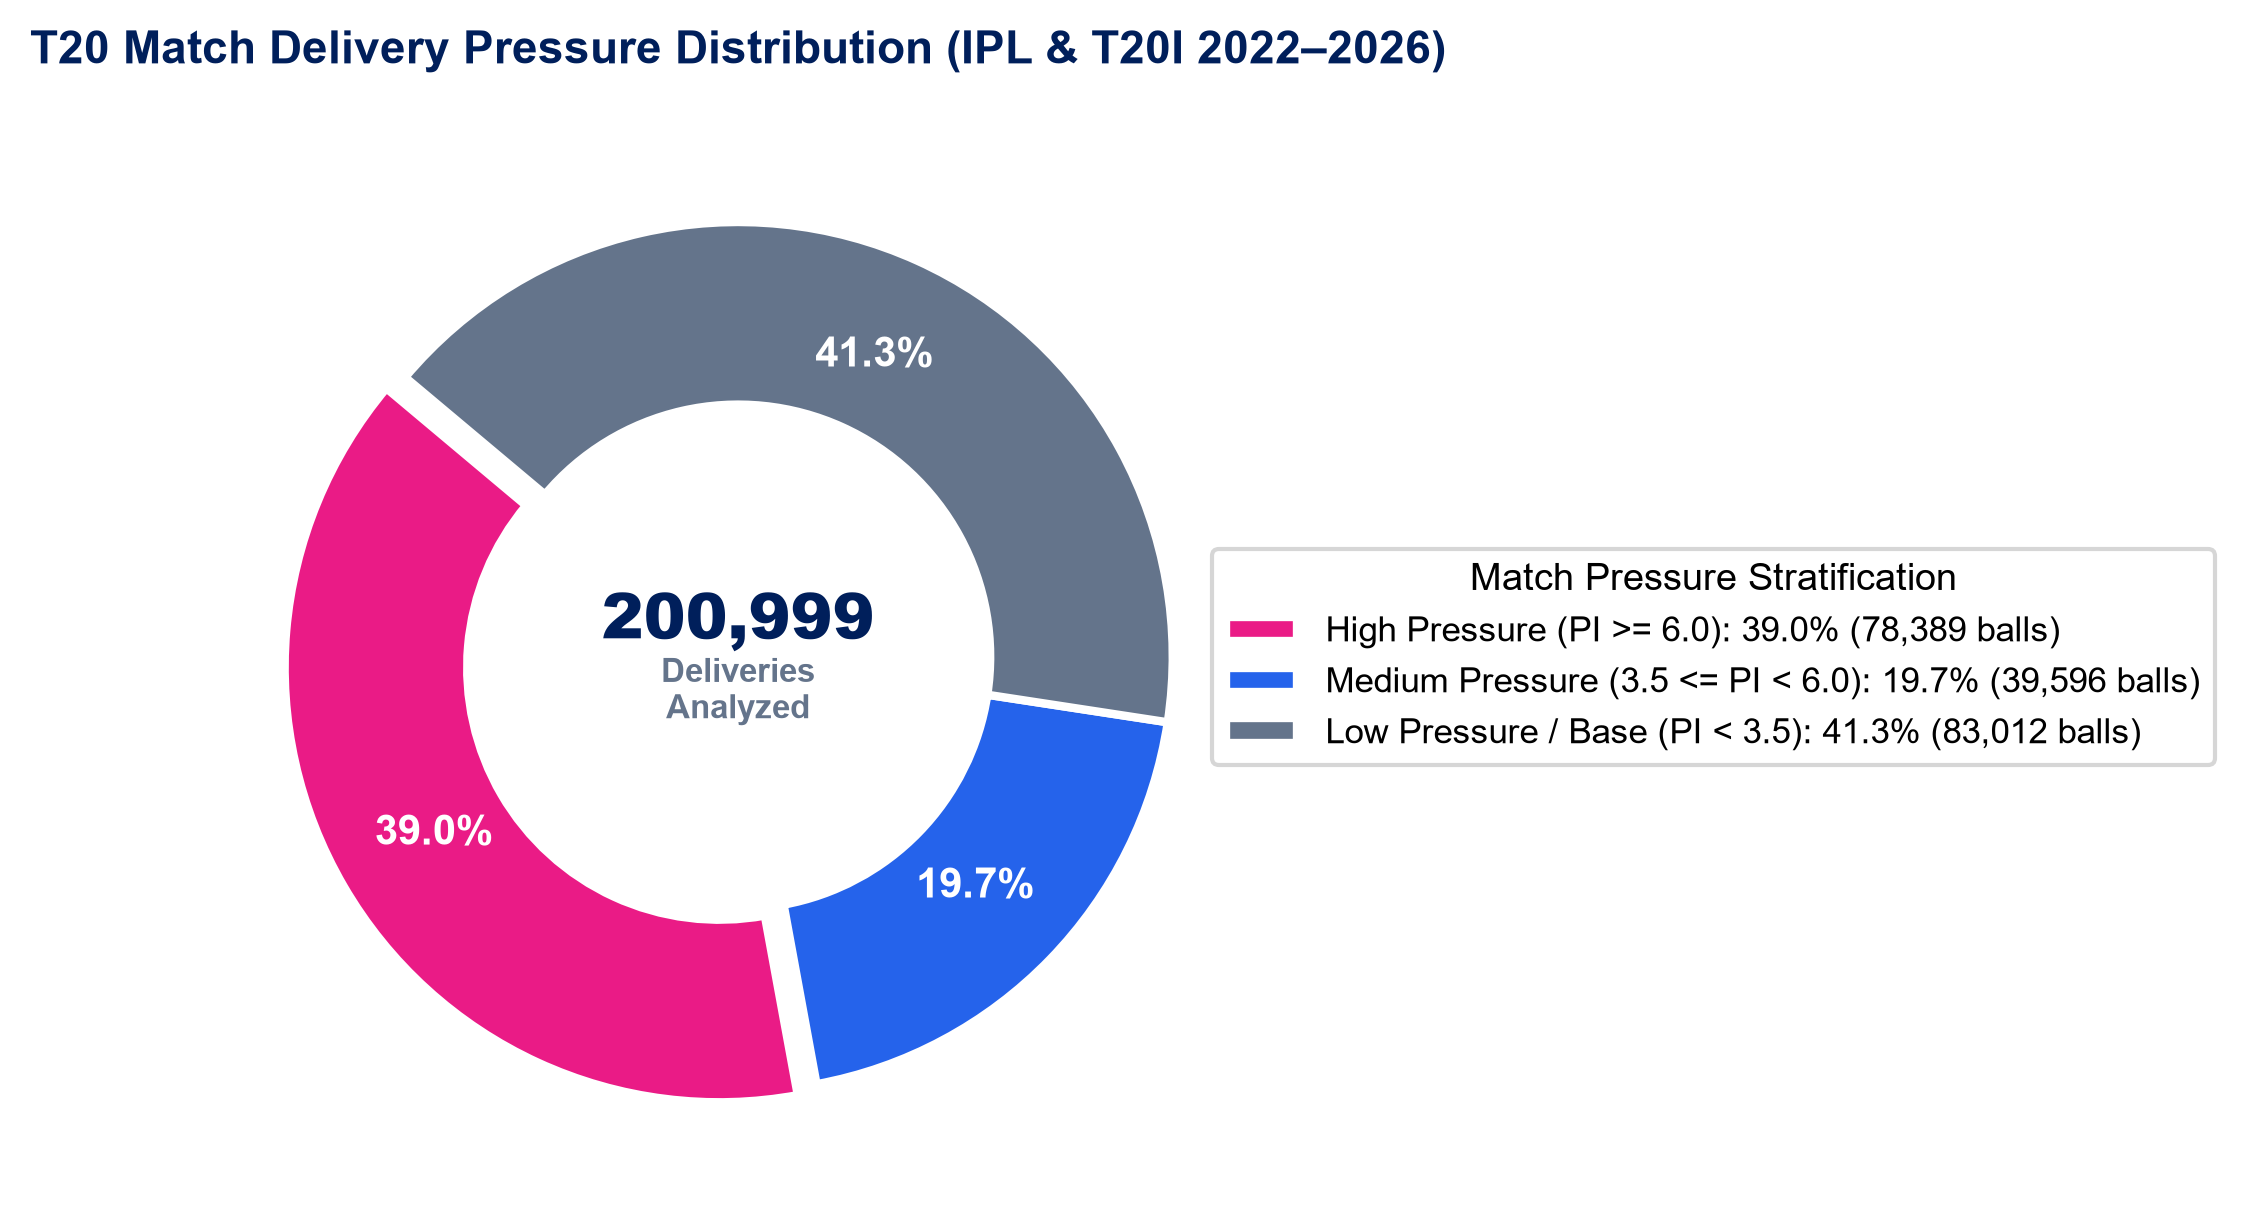 T20 Match Delivery Pressure Distribution (IPL & T20I 2022–2026)
41.3%
200,999
Deliveries
Analyzed
39.0%
19.7%
Match Pressure Stratification
High Pressure (PI >= 6.0): 39.0% (78,389 balls)
Medium Pressure (3.5 <= PI < 6.0): 19.7% (39,596 balls)
Low Pressure / Base (PI < 3.5): 41.3% (83,012 balls)